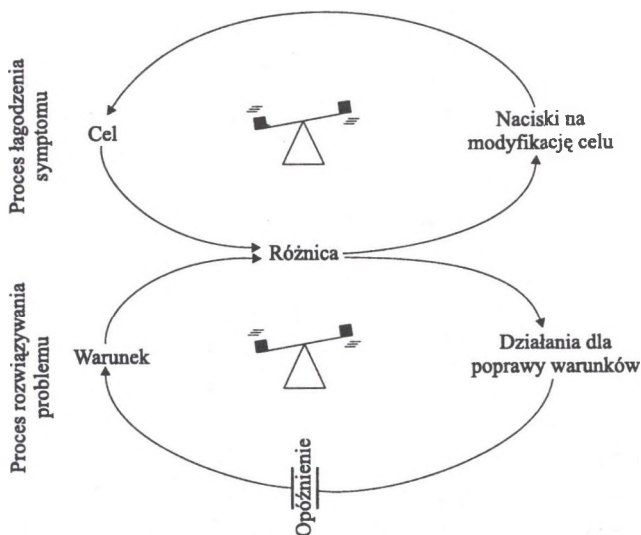 Proces łagodzenia
symptomu
Cel
Naciski na
modyfikację celu
Różnica
Proces rozwiązywania
problemu
Warunek
Działania dla
poprawy warunków
Opóźnienie